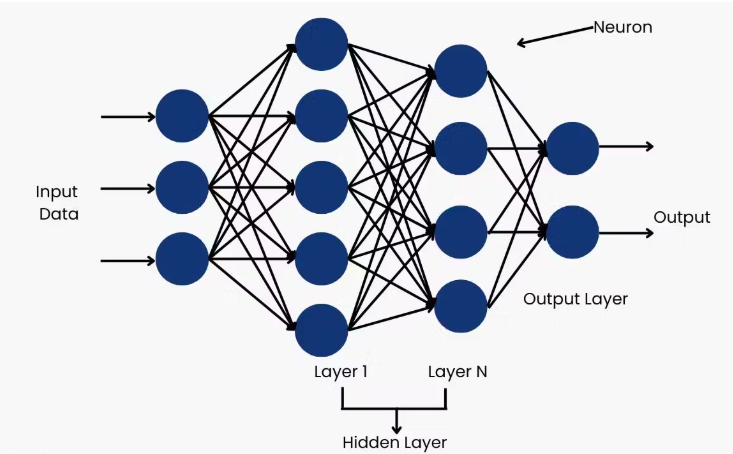 Neuron
Input
Data
Output
Output Layer
Layer 1
Layer N
Hidden Layer